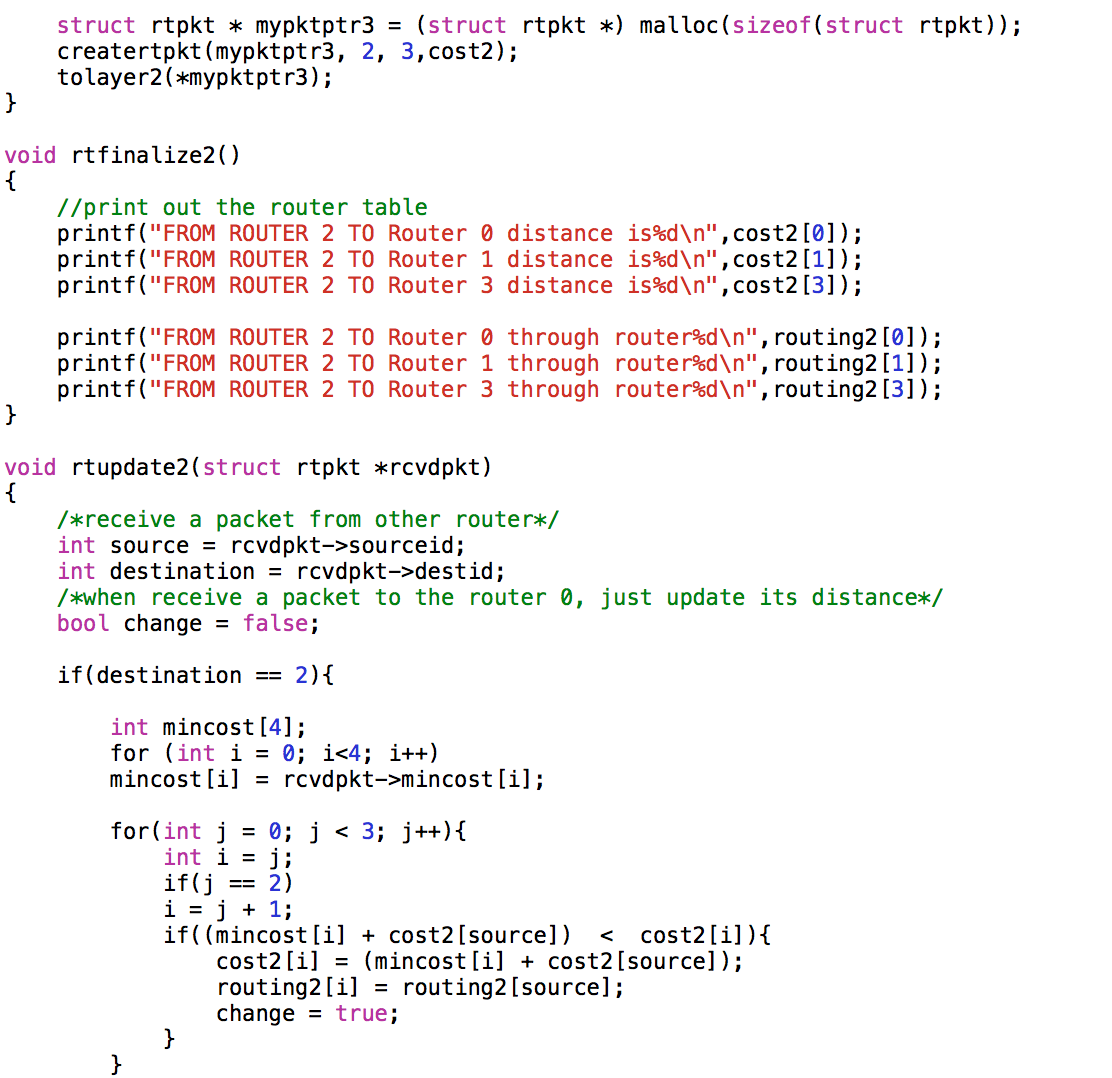 struct rtpkt * mypktptr3 = (struct rtpkt *) malloc(sizeof(struct rtpkt));
    creatertpkt(mypktptr3, 2, 3,cost2);
    tolayer2(*mypktptr3);
}

void rtfinalize2()
{
    //print out the router table
    printf("FROM ROUTER 2 TO Router 0 distance is%d\n",cost2[0]);
    printf("FROM ROUTER 2 TO Router 1 distance is%d\n",cost2[1]);
    printf("FROM ROUTER 2 TO Router 3 distance is%d\n",cost2[3]);

    printf("FROM ROUTER 2 TO Router 0 through router%d\n",routing2[0]);
    printf("FROM ROUTER 2 TO Router 1 through router%d\n",routing2[1]);
    printf("FROM ROUTER 2 TO Router 3 through router%d\n",routing2[3]);
}

void rtupdate2(struct rtpkt *rcvdpkt)
{
    /*receive a packet from other router*/
    int source = rcvdpkt->sourceid;
    int destination = rcvdpkt->destid;
    /*when receive a packet to the router 0, just update its distance*/
    bool change = false;

    if(destination == 2){

        int mincost[4];
        for (int i = 0; i<4; i++)
        mincost[i] = rcvdpkt->mincost[i];

        for(int j = 0; j < 3; j++){
            int i = j;
            if(j == 2)
            i = j + 1;
            if((mincost[i] + cost2[source])  <  cost2[i]){
                cost2[i] = (mincost[i] + cost2[source]);
                routing2[i] = routing2[source];
                change = true;
            }
        }